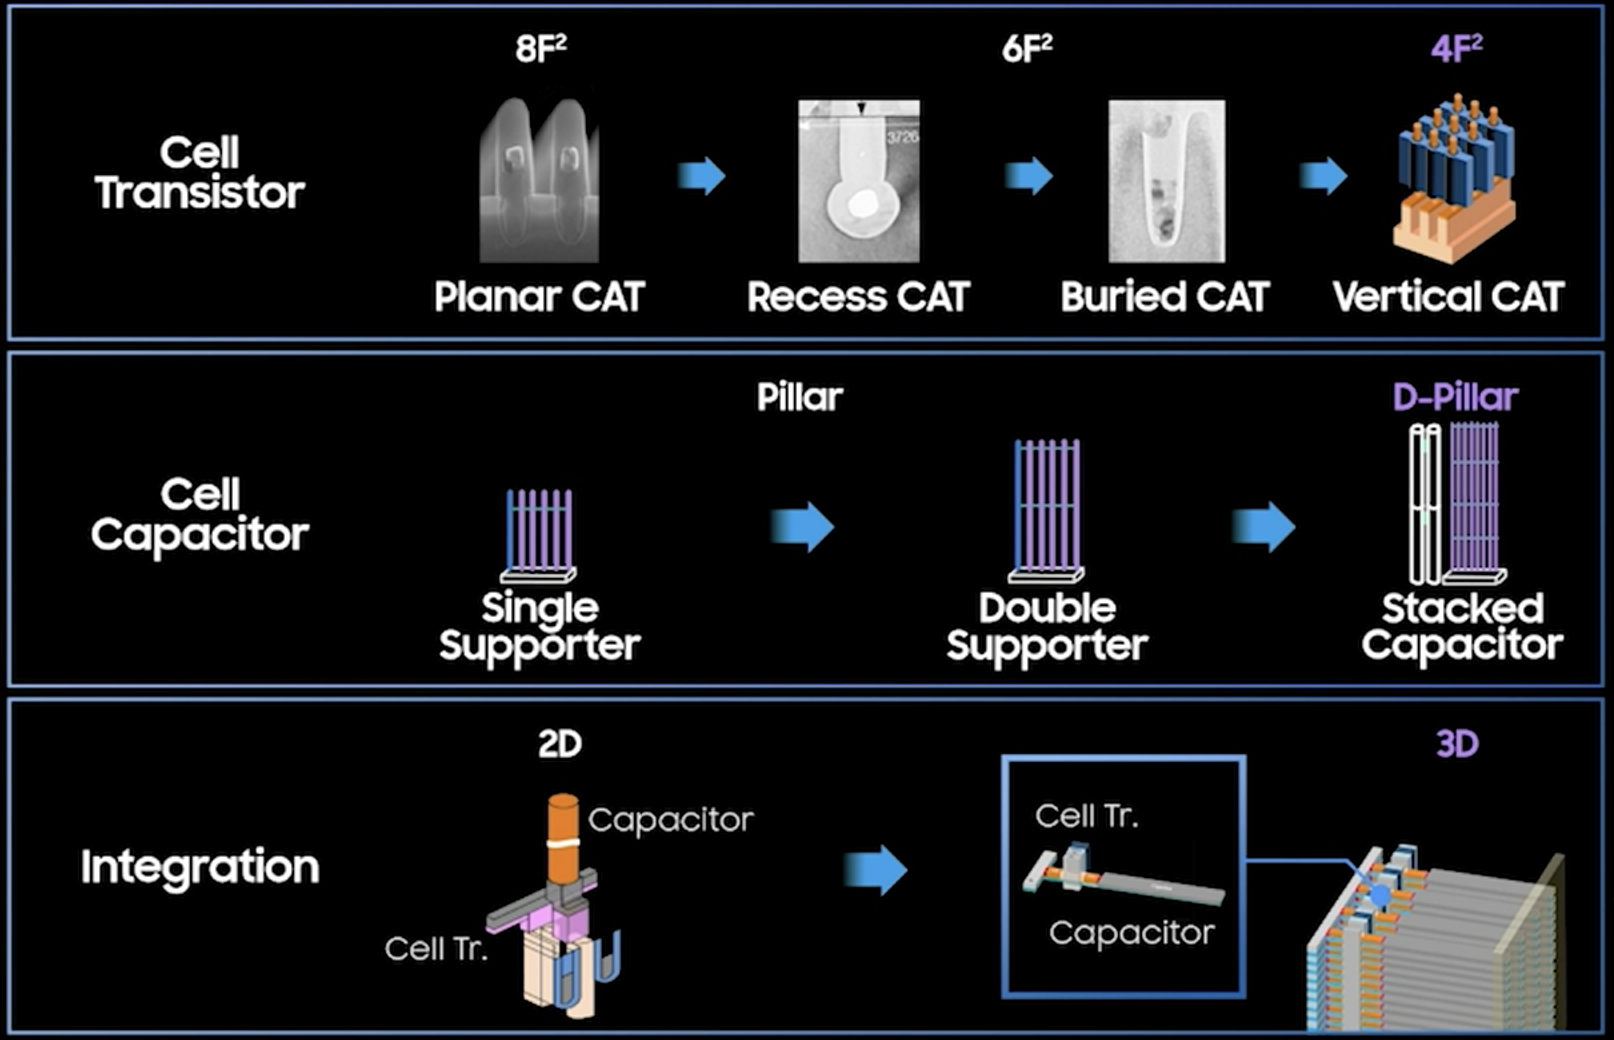 8F²
6F²
4F²
Cell
Transistor
3726
Planar CAT
Recess CAT
Buried CAT
Vertical CAT
Pillar
D-Pillar
Cell
Capacitor
Single
Supporter
Double
Supporter
Stacked
Capacitor
2D
3D
Integration
Capacitor
Cell Tr.
Cell Tr.
Capacitor